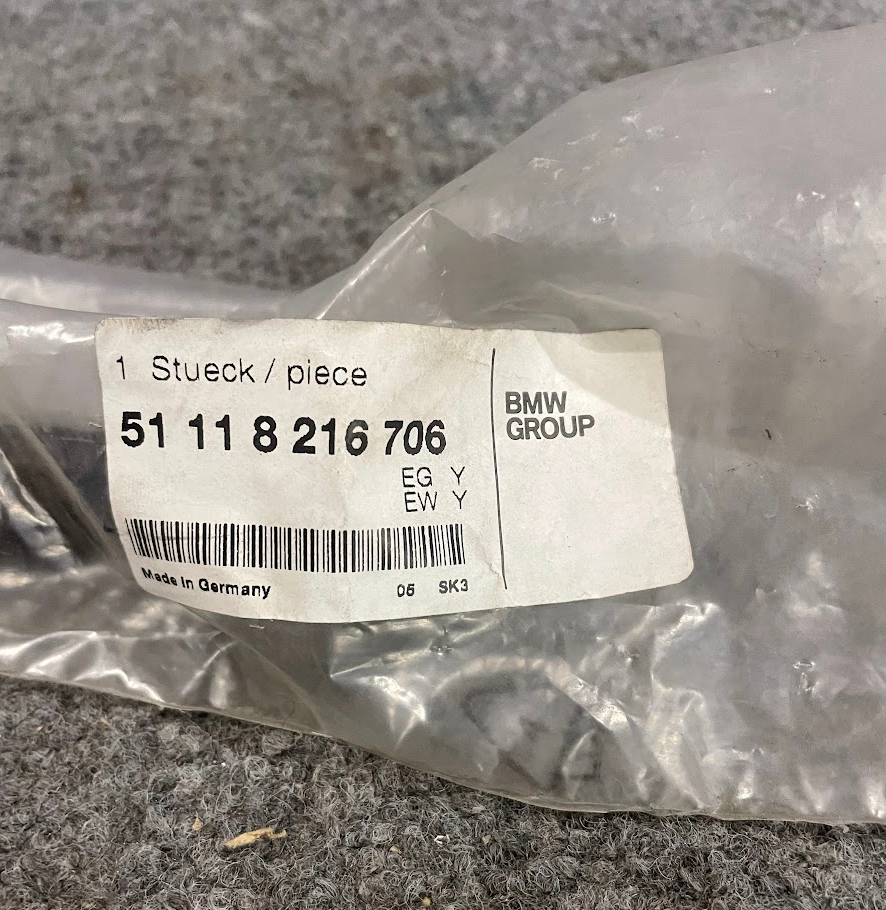 1 Stueck / piece
51 11 8 216 706
EG Y
EW Y
Made in Germany
05 SK3
BMW
GROUP